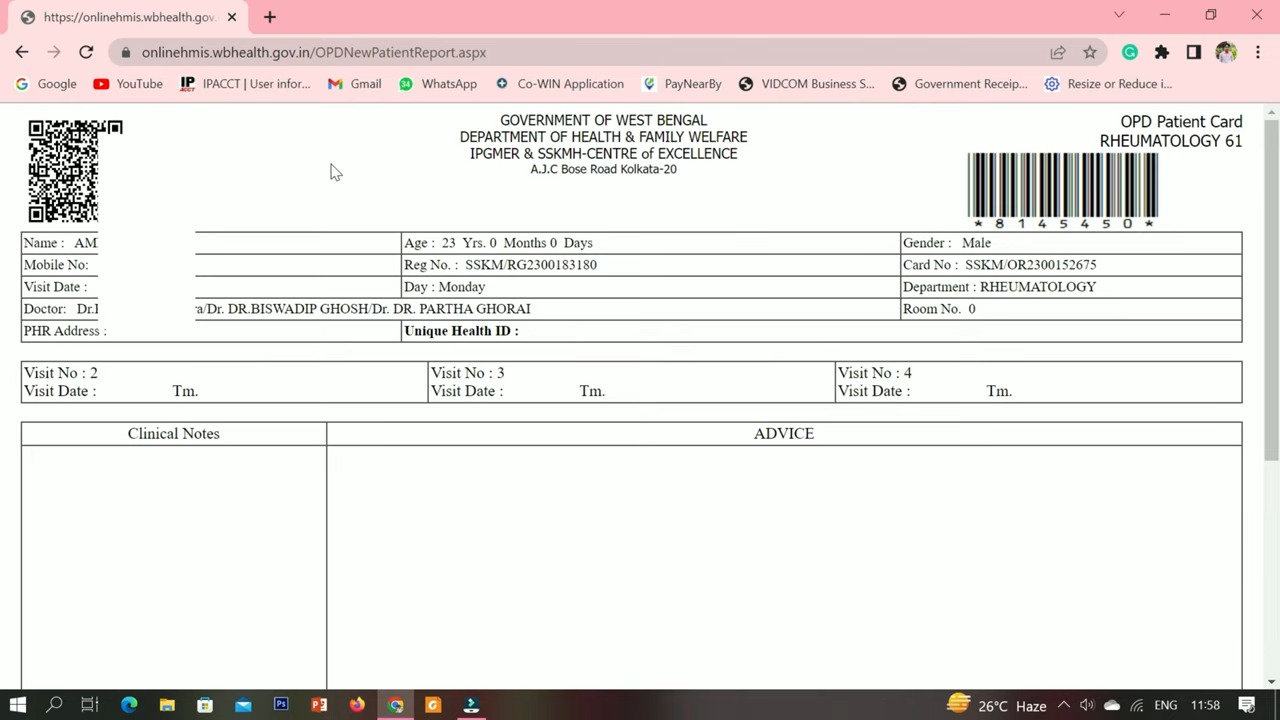 https://onlinehmis.wbhealth.gov.
onlinehmis.wbhealth.gov.in/OPDNewPatientReport.aspx
Google YouTube IPACCT | User infor... Gmail WhatsApp Co-WIN Application PayNearBy VIDCOM Business S... Government Receip... Resize or Reduce i...
GOVERNMENT OF WEST BENGAL
DEPARTMENT OF HEALTH & FAMILY WELFARE
IPGMER & SSKMH-CENTRE of EXCELLENCE
A.J.C Bose Road Kolkata-20
OPD Patient Card
RHEUMATOLOGY 61
* 8 1 4 5 4 5 0 *
Name : AM Age : 23 Yrs. 0 Months 0 Days Gender : Male
Mobile No: Reg No. : SSKM/RG2300183180 Card No : SSKM/OR2300152675
Visit Date : Day : Monday Department : RHEUMATOLOGY
Doctor: Dr. a/Dr. DR.BISWADIP GHOSH/Dr. DR. PARTHA GHORAI Room No. 0
PHR Address : Unique Health ID :
Visit No : 2 Visit No : 3 Visit No : 4
Visit Date : Tm. Visit Date : Tm. Visit Date : Tm.
Clinical Notes ADVICE
26°C Haze ENG 11:58